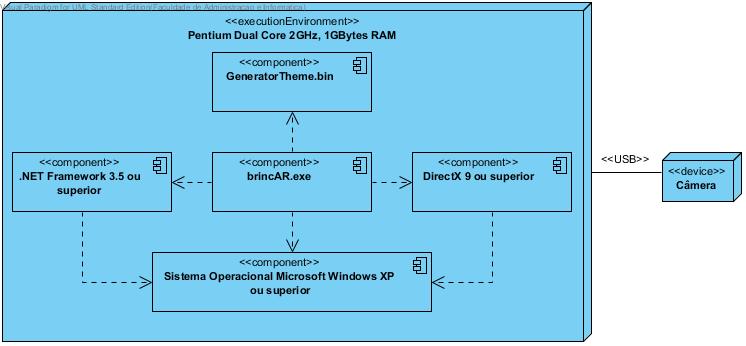 Visual Paradigm for UML Standard Edition(Faculdade de Administração e Informatica)
<<executionEnvironment>>
Pentium Dual Core 2GHz, 1GBytes RAM
<<component>>
GeneratorTheme.bin
<<component>>
.NET Framework 3.5 ou
superior
<<component>>
brincAR.exe
<<component>>
DirectX 9 ou superior
<<USB>>
<<device>>
Câmera
<<component>>
Sistema Operacional Microsoft Windows XP
ou superior